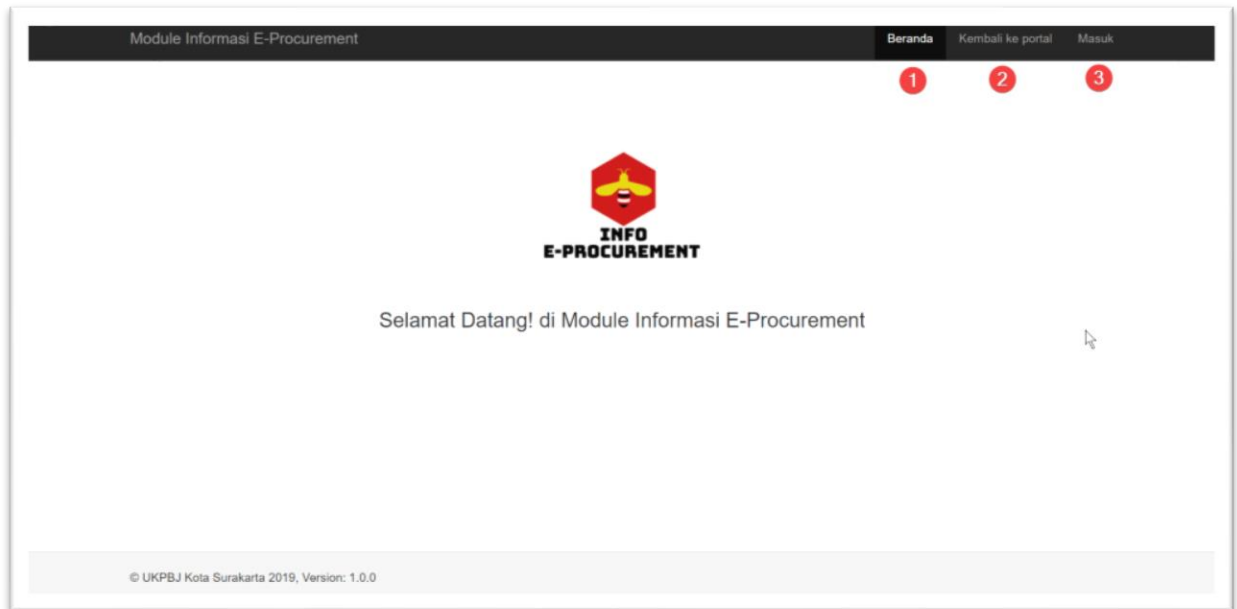 Module Informasi E-Procurement
Beranda Kembali ke portal Masuk
1 2 3
INFO
E-PROCUREMENT
Selamat Datang! di Module Informasi E-Procurement
© UKPBJ Kota Surakarta 2019, Version: 1.0.0